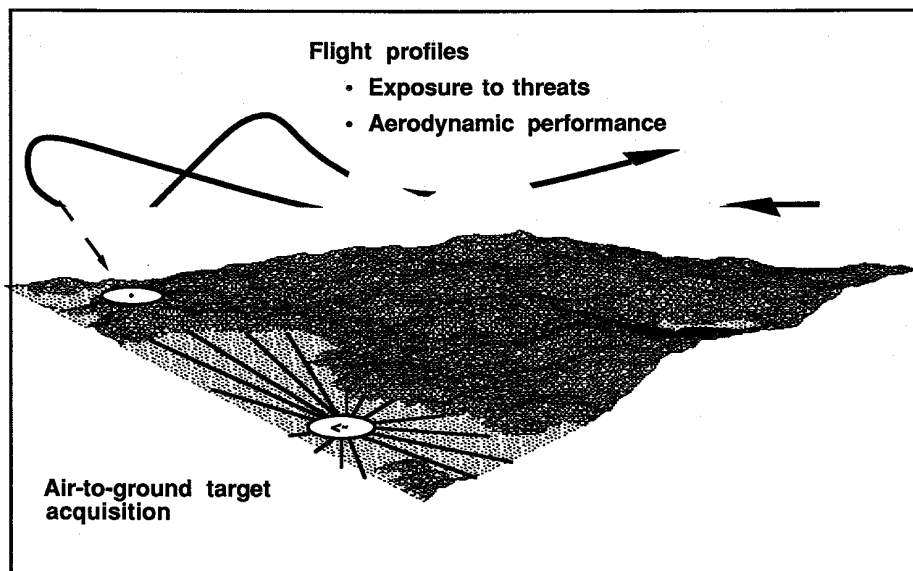 Flight profiles
• Exposure to threats
• Aerodynamic performance
Air-to-ground target
acquisition